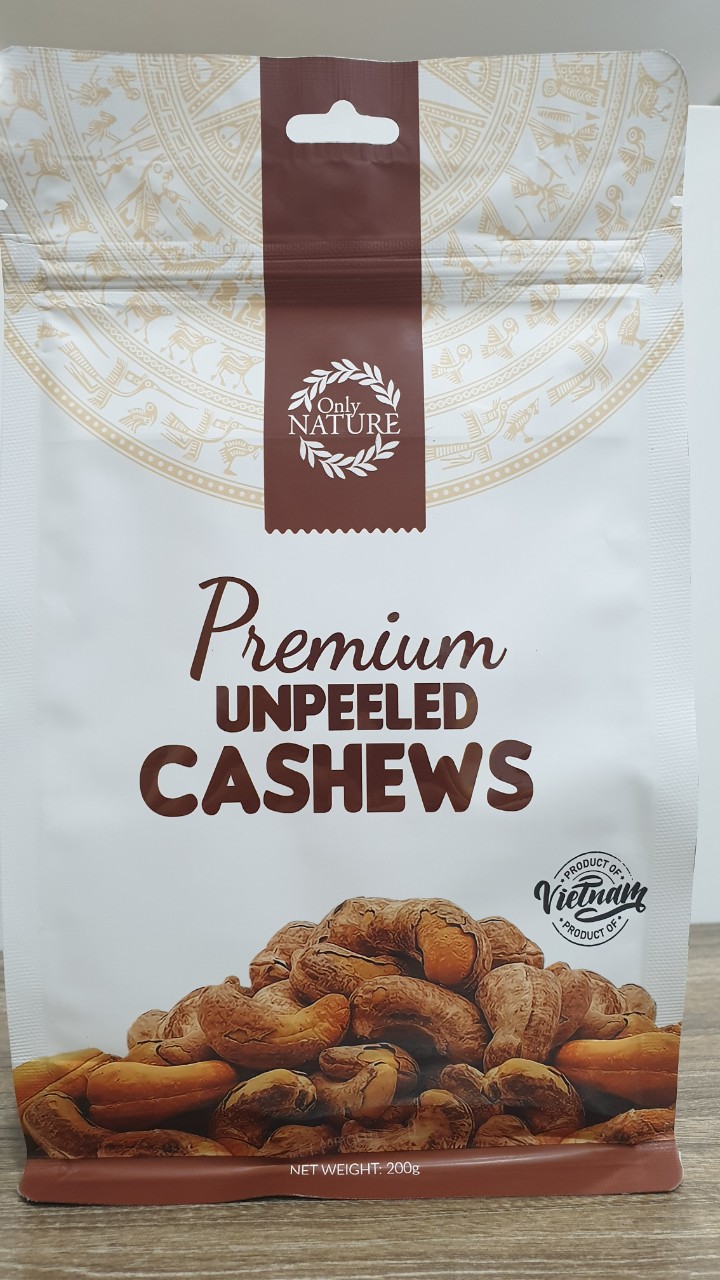 Only
NATURE
Premium
UNPEELED
CASHEWS
PRODUCT OF
Vietnam
PRODUCT OF
NET WEIGHT: 200g